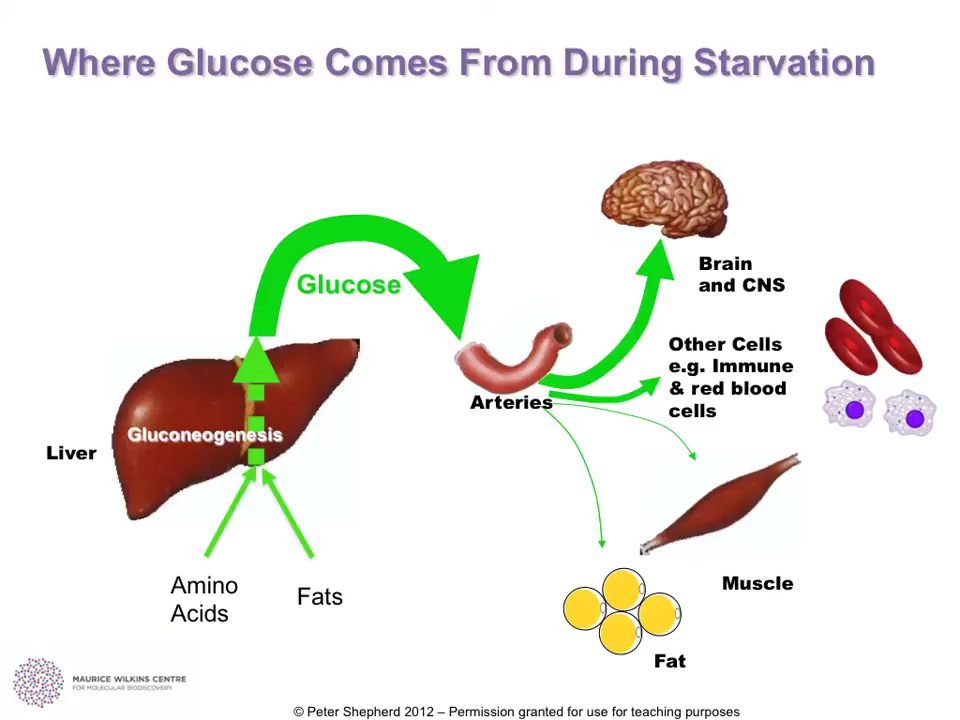 Where Glucose Comes From During Starvation
Glucose
Brain
and CNS
Other Cells
e.g. Immune
& red blood
cells
Arteries
Gluconeogenesis
Liver
Amino
Acids
Fats
Muscle
Fat
MAURICE WILKINS CENTRE
FOR MOLECULAR BIODISCOVERY
© Peter Shepherd 2012 – Permission granted for use for teaching purposes